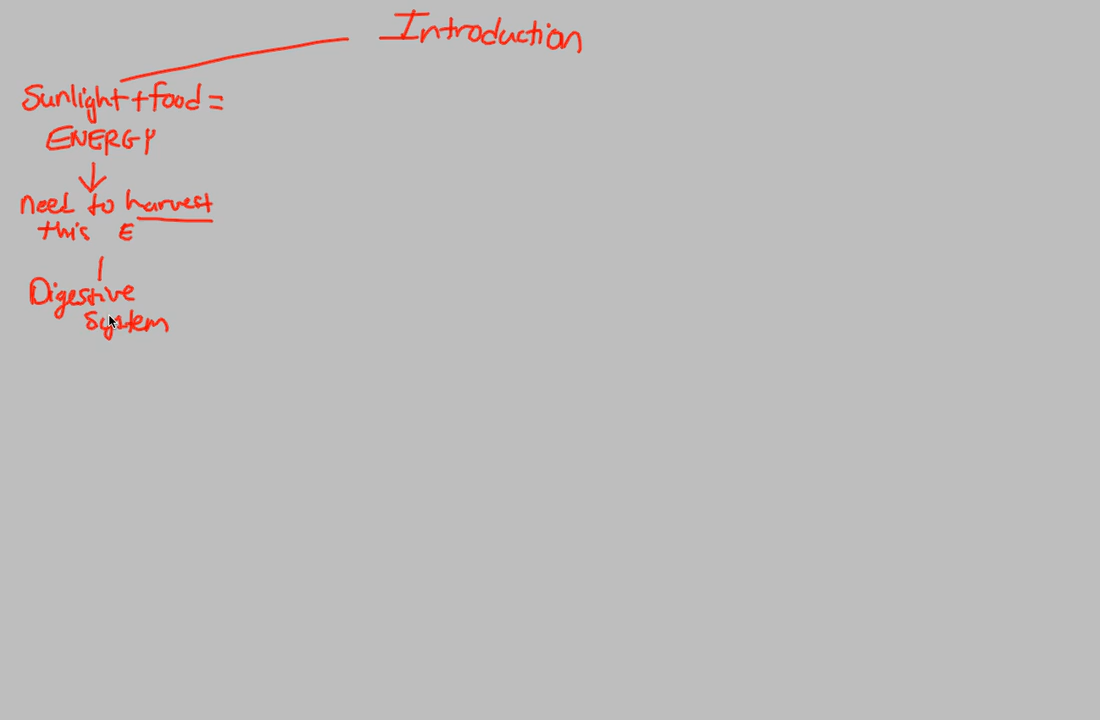 Introduction
Sunlight + food =
ENERGY
need to harvest
this E
Digestive
System